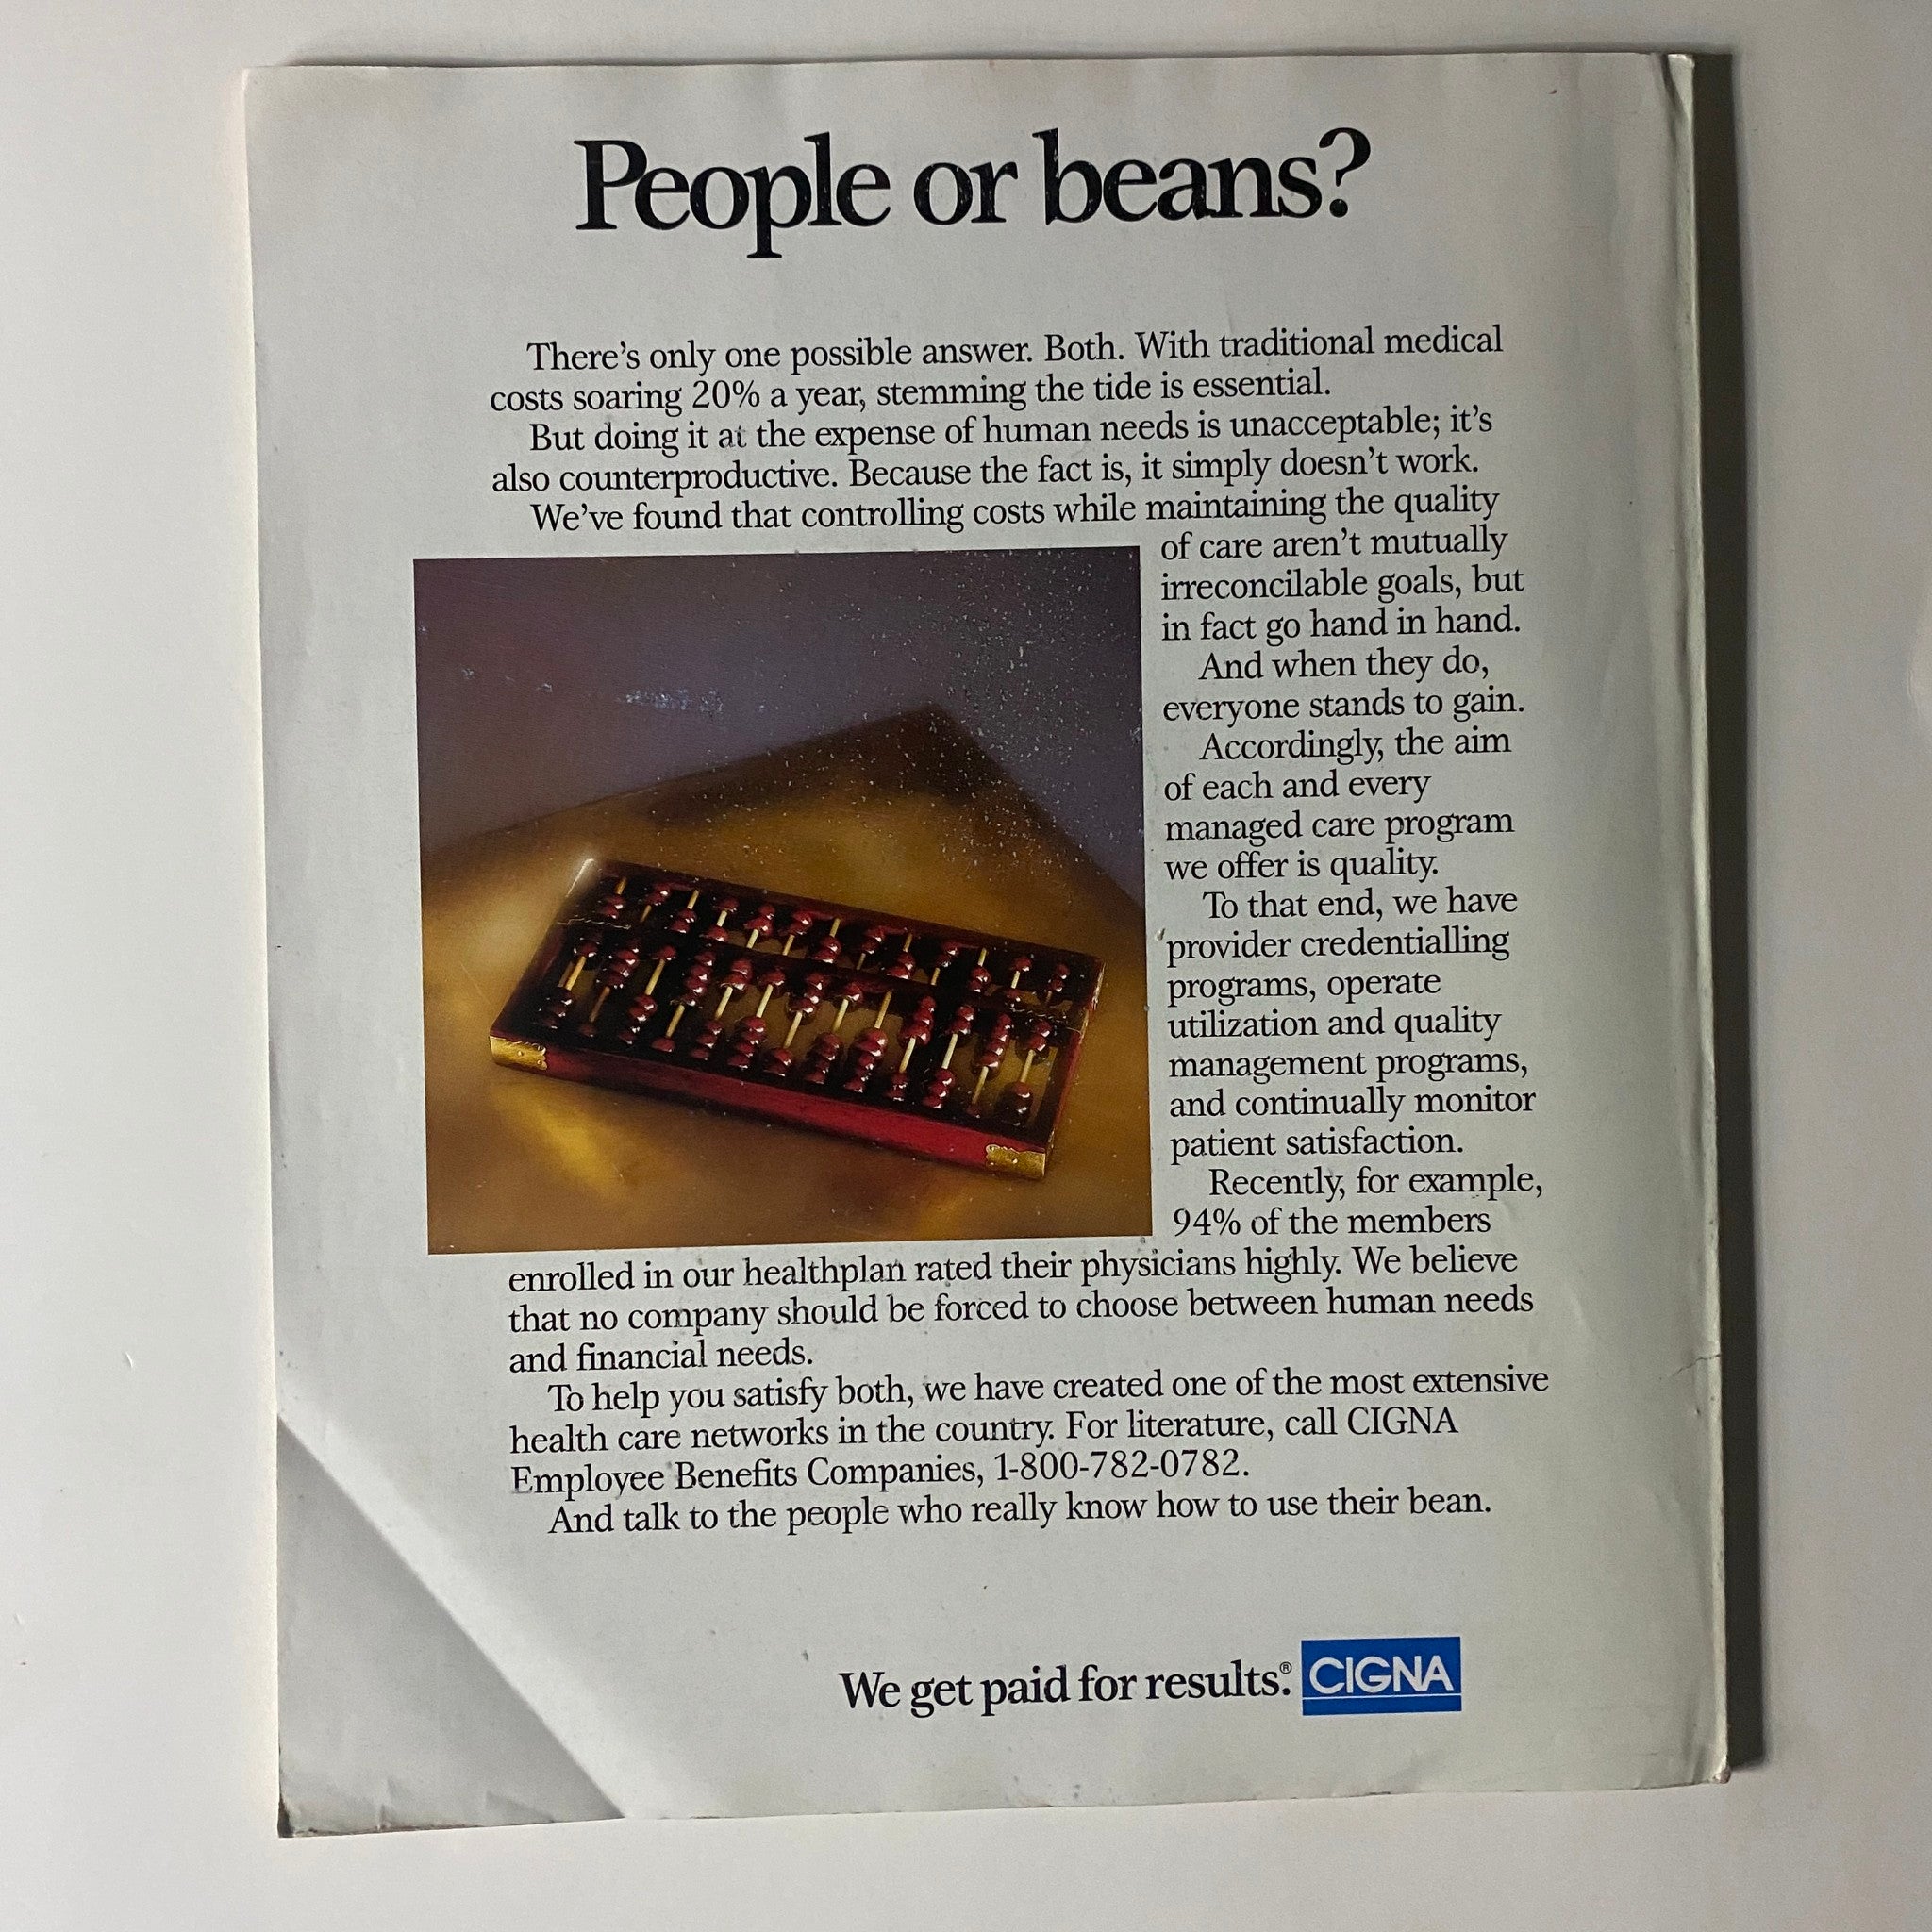 People or beans?
There's only one possible answer. Both. With traditional medical
costs soaring 20% a year, stemming the tide is essential.
But doing it at the expense of human needs is unacceptable; it's
also counterproductive. Because the fact is, it simply doesn't work.
We've found that controlling costs while maintaining the quality
of care aren't mutually
irreconcilable goals, but
in fact go hand in hand.
And when they do,
everyone stands to gain.
Accordingly, the aim
of each and every
managed care program
we offer is quality.
To that end, we have
provider credentialling
programs, operate
utilization and quality
management programs,
and continually monitor
patient satisfaction.
Recently, for example,
94% of the members
enrolled in our healthplan rated their physicians highly. We believe
that no company should be forced to choose between human needs
and financial needs.
To help you satisfy both, we have created one of the most extensive
health care networks in the country. For literature, call CIGNA
Employee Benefits Companies, 1-800-782-0782.
And talk to the people who really know how to use their bean.
We get paid for results.® CIGNA